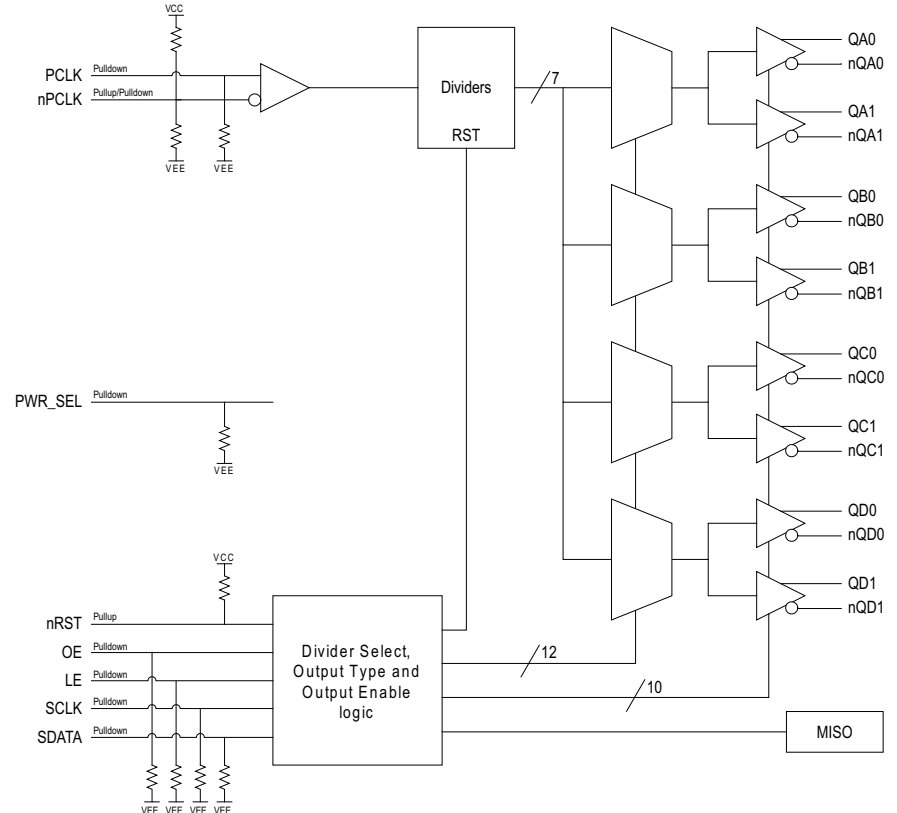 VCC
PCLK Pulldown
nPCLK Pullup/Pulldown
VEE VEE
Dividers
RST
7
QA0
nQA0
QA1
nQA1
QB0
nQB0
QB1
nQB1
QC0
nQC0
QC1
nQC1
QD0
nQD0
QD1
nQD1
PWR_SEL Pulldown
VEE
VCC
nRST Pullup
OE Pulldown
LE Pulldown
SCLK Pulldown
SDATA Pulldown
VEE VEE VEE VEE
Divider Select,
Output Type and
Output Enable
logic
12
10
MISO